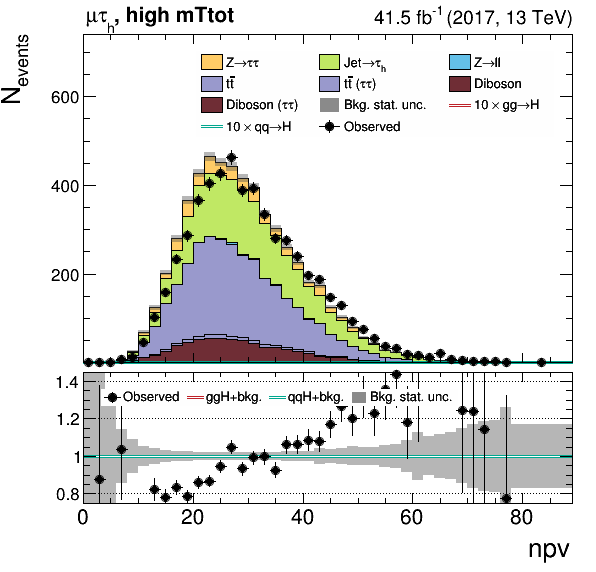 μτh, high mTtot 41.5 fb⁻¹ (2017, 13 TeV)
Nevents
Z→ττ Jet→τh Z→ll
tt̄ tt̄ (ττ) Diboson
Diboson (ττ) Bkg. stat. unc. 10 × gg→H
10 × qq→H Observed
600
400
200
1.4
Observed ggH+bkg. qqH+bkg. Bkg. stat. unc.
1.2
1.0
0.8
0 20 40 60 80
npv